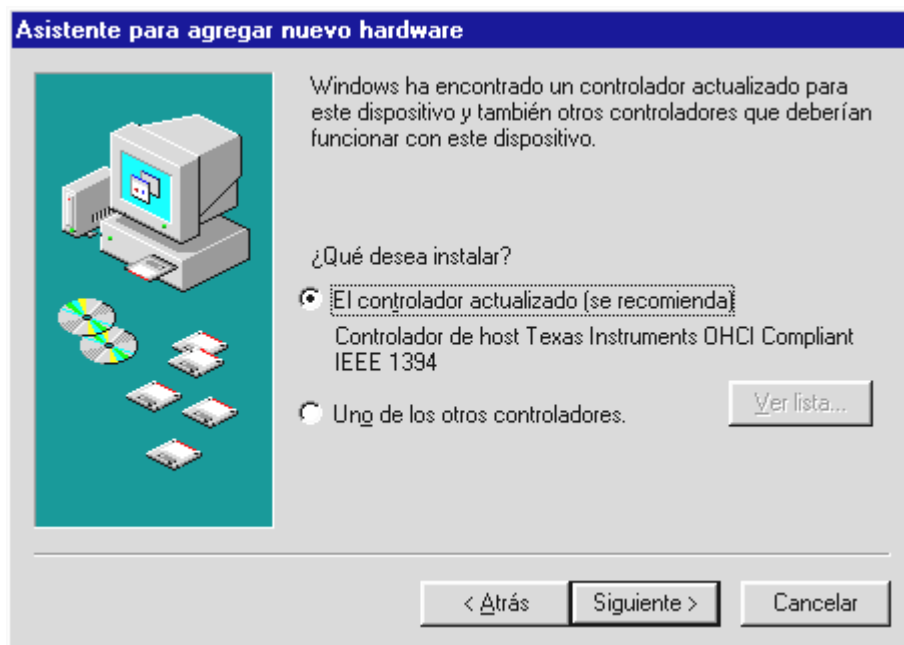 Asistente para agregar nuevo hardware
Windows ha encontrado un controlador actualizado para
este dispositivo y también otros controladores que deberían
funcionar con este dispositivo.
¿Qué desea instalar?
El controlador actualizado (se recomienda)
Controlador de host Texas Instruments OHCI Compliant
IEEE 1394
Uno de los otros controladores.
Ver lista...
< Atrás
Siguiente >
Cancelar